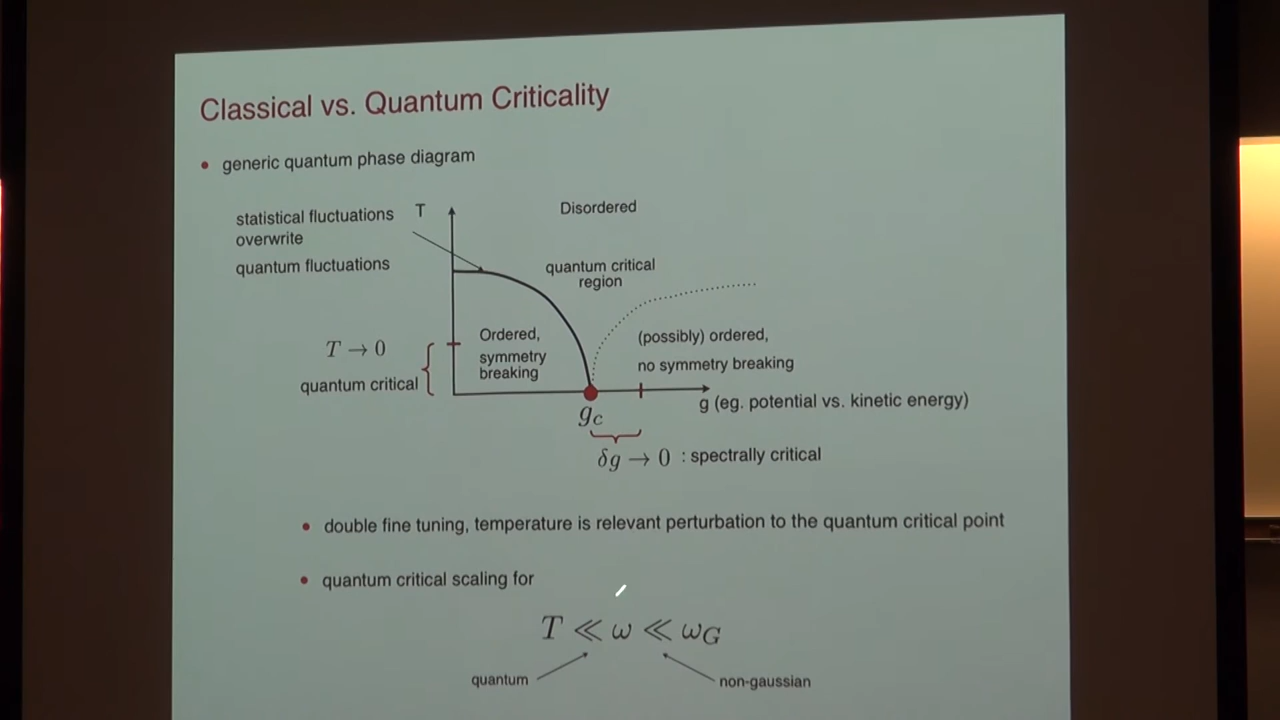 Classical vs. Quantum Criticality
• generic quantum phase diagram
statistical fluctuations
overwrite
quantum fluctuations
T
Disordered
quantum critical
region
Ordered,
symmetry
breaking
(possibly) ordered,
no symmetry breaking
T → 0
quantum critical
g (eg. potential vs. kinetic energy)
g_c
δg → 0 : spectrally critical
• double fine tuning, temperature is relevant perturbation to the quantum critical point
• quantum critical scaling for
T ≪ ω ≪ ω_G
quantum
non-gaussian